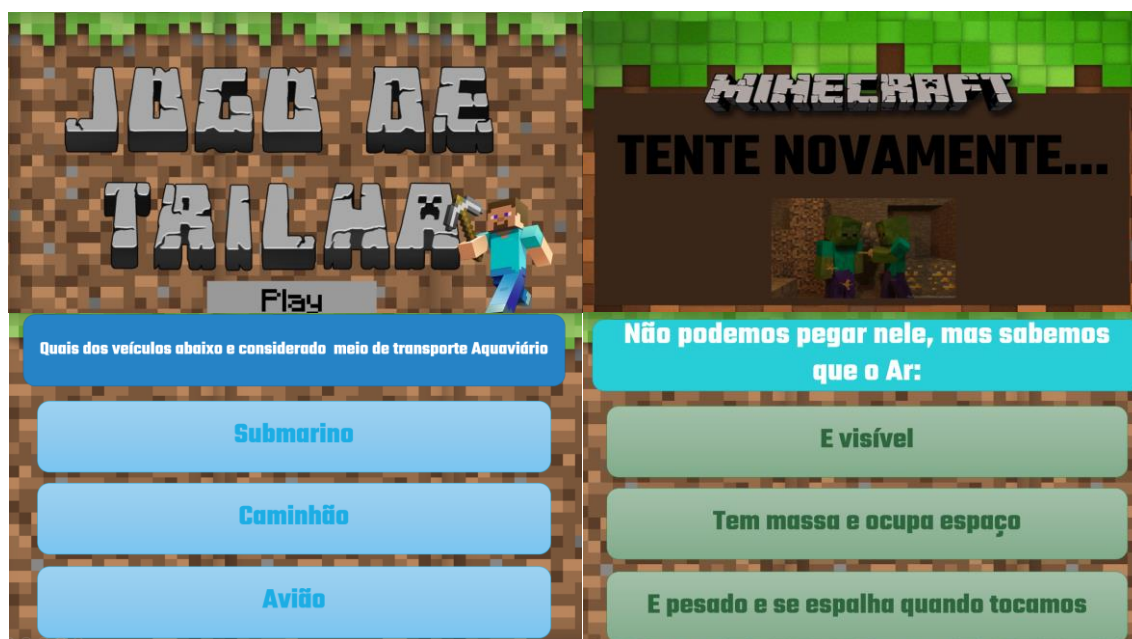 JOGO DE
TRILHA
Play
MINECRAFT
TENTE NOVAMENTE...
Quais dos veículos abaixo e considerado meio de transporte Aquaviário
Submarino
Caminhão
Avião
Não podemos pegar nele, mas sabemos
que o Ar:
E visível
Tem massa e ocupa espaço
E pesado e se espalha quando tocamos